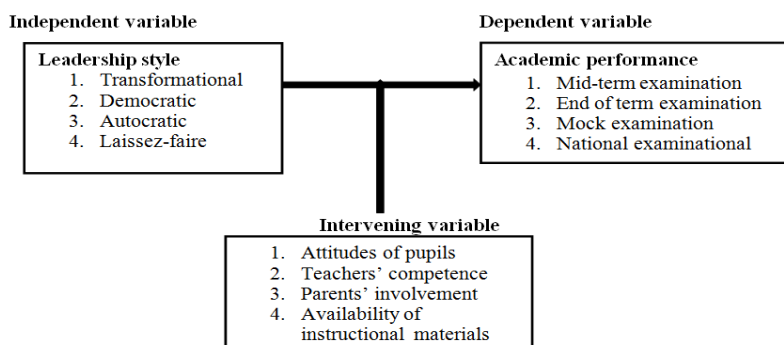 Independent variable
Leadership style
1. Transformational
2. Democratic
3. Autocratic
4. Laissez-faire
Dependent variable
Academic performance
1. Mid-term examination
2. End of term examination
3. Mock examination
4. National examinational
Intervening variable
1. Attitudes of pupils
2. Teachers’ competence
3. Parents’ involvement
4. Availability of
instructional materials